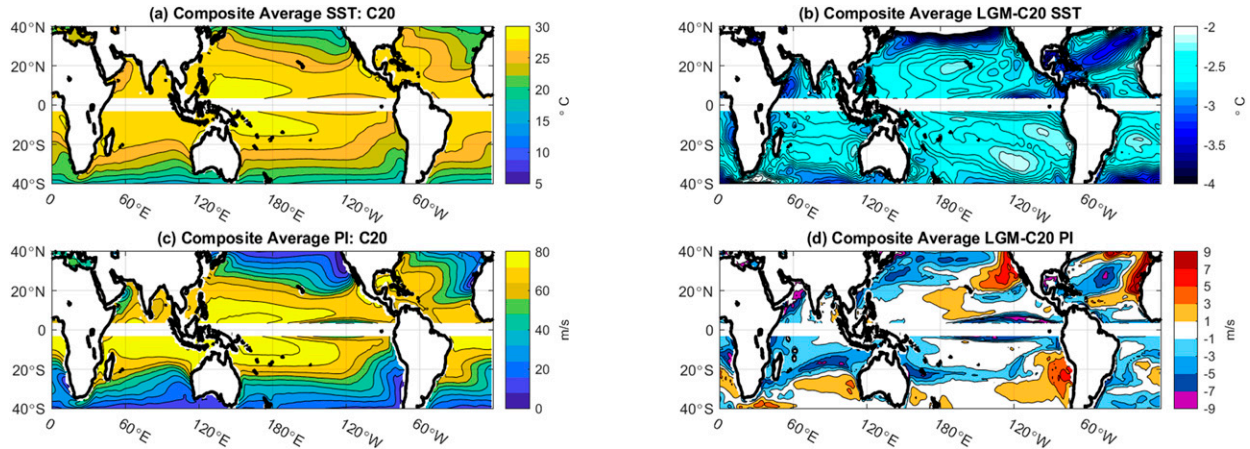 (a) Composite Average SST: C20
40°N
20°N
0
20°S
40°S
0
60°E
120°E
180°E
120°W
60°W
30
25
20
15
10
5
° C
(b) Composite Average LGM-C20 SST
40°N
20°N
0
20°S
40°S
0
60°E
120°E
180°E
120°W
60°W
-2
-2.5
-3
-3.5
-4
° C
(c) Composite Average PI: C20
40°N
20°N
0
20°S
40°S
0
60°E
120°E
180°E
120°W
60°W
80
60
40
20
0
m/s
(d) Composite Average LGM-C20 PI
40°N
20°N
0
20°S
40°S
0
60°E
120°E
180°E
120°W
60°W
9
7
5
3
1
-1
-3
-5
-7
-9
m/s